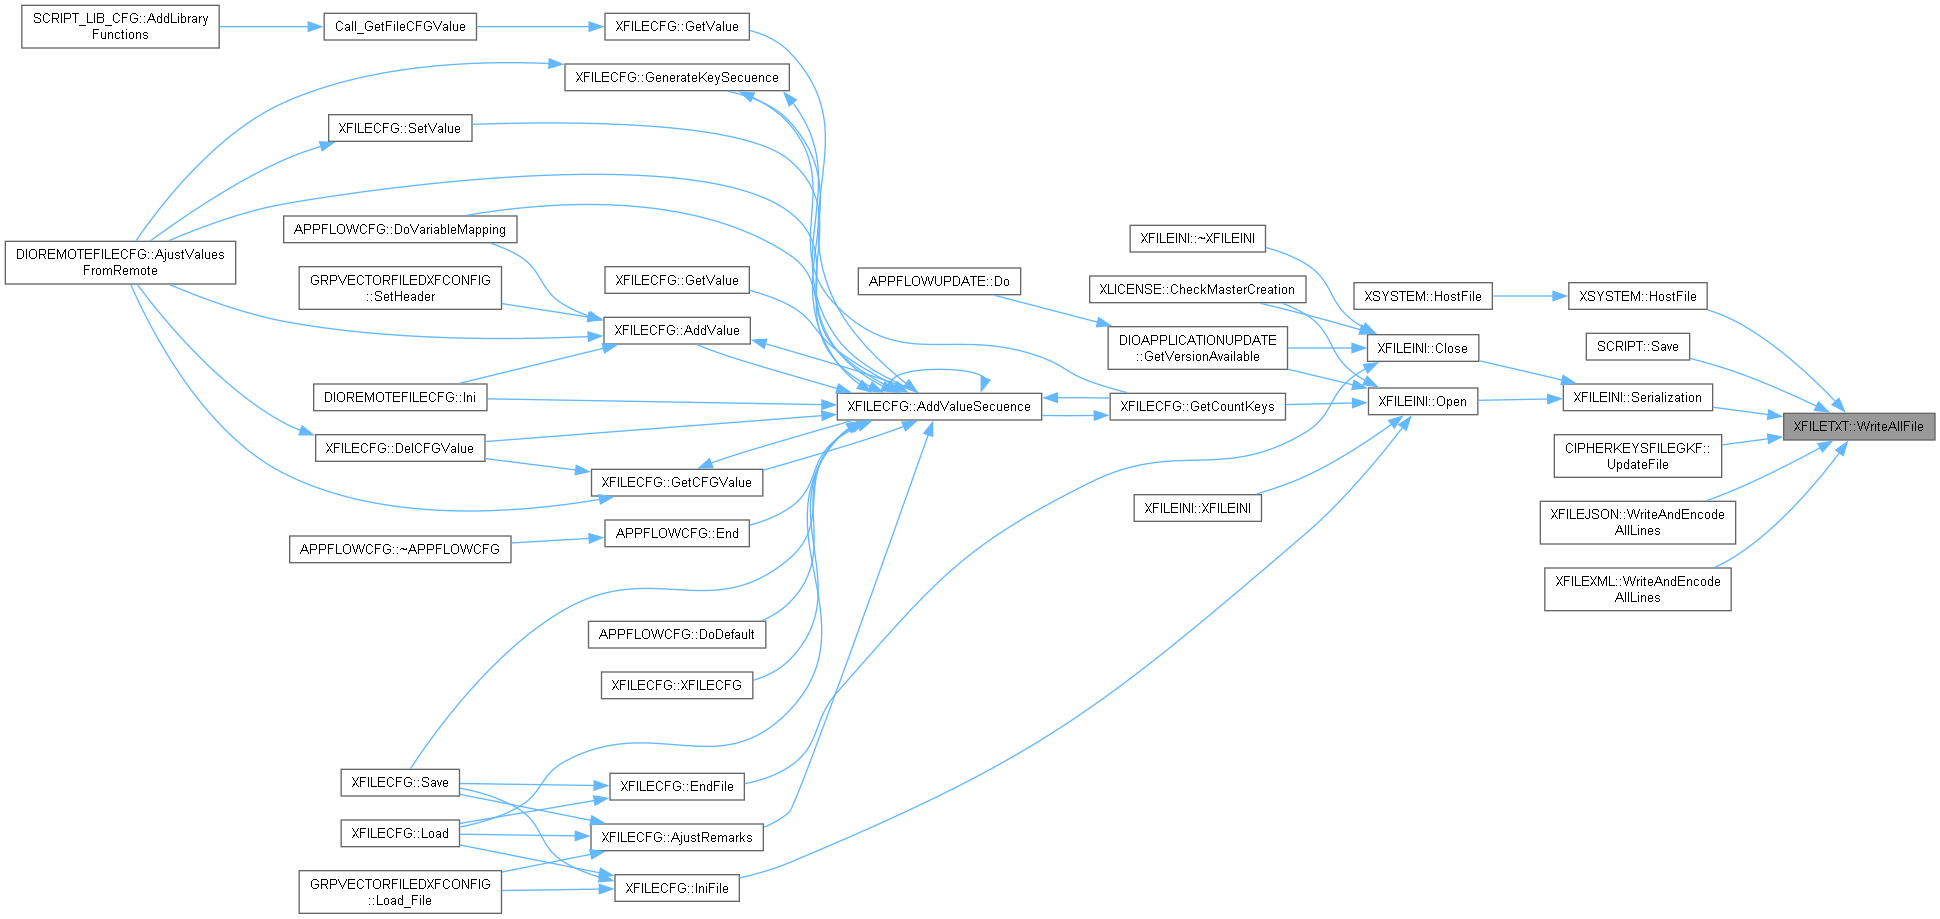 SCRIPT_LIB_CFG::AddLibrary
Functions
Call_GetFileCFGValue
XFILECFG::GetValue
XFILECFG::GenerateKeySecuence
XFILECFG::SetValue
APPFLOWCFG::DoVariableMapping
DIOREMOTEFILECFG::AjustValues
FromRemote
GRPVECTORFILEDXFCONFIG
::SetHeader
XFILECFG::GetValue
XFILECFG::AddValue
DIOREMOTEFILECFG::Ini
XFILECFG::DelCFGValue
XFILECFG::GetCFGValue
APPFLOWCFG::End
APPFLOWCFG::~APPFLOWCFG
APPFLOWCFG::DoDefault
XFILECFG::XFILECFG
XFILECFG::Save
XFILECFG::EndFile
XFILECFG::Load
XFILECFG::AjustRemarks
GRPVECTORFILEDXFCONFIG
::Load_File
XFILECFG::IniFile
XFILECFG::AddValueSecuence
APPFLOWUPDATE::Do
XFILEINI::~XFILEINI
XLICENSE::CheckMasterCreation
DIOAPPLICATIONUPDATE
::GetVersionAvailable
XFILECFG::GetCountKeys
XFILEINI::XFILEINI
XSYSTEM::HostFile
XFILEINI::Close
XFILEINI::Open
XSYSTEM::HostFile
SCRIPT::Save
XFILEINI::Serialization
CIPHERKEYSFILEGKF::
UpdateFile
XFILEJSON::WriteAndEncode
AllLines
XFILEXML::WriteAndEncode
AllLines
XFILETXT::WriteAllFile